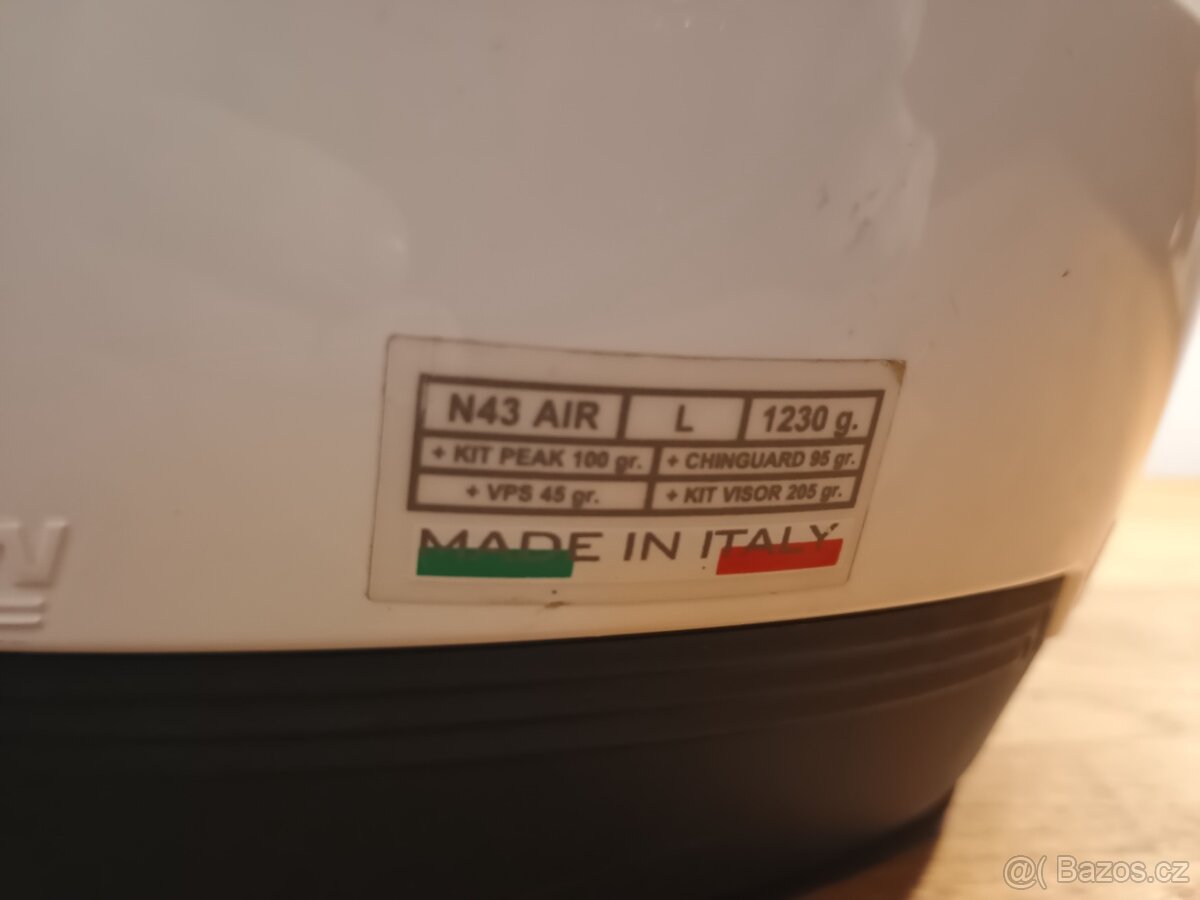 N43 AIR L 1230 g.
+ KIT PEAK 100 gr. + CHINGUARD 95 gr.
+ VPS 45 gr. + KIT VISOR 205 gr.
MADE IN ITALY
@( Bazos.cz